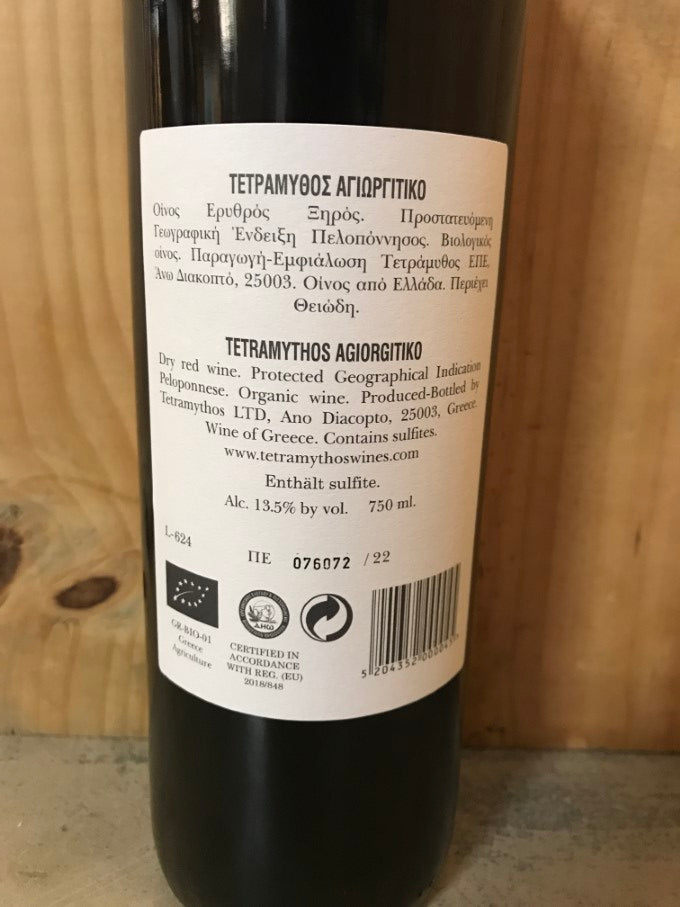 ΤΕΤΡΑΜΥΘΟΣ ΑΓΙΩΡΓΙΤΙΚΟ
Οίνος Ερυθρός Ξηρός. Προστατευόμενη
Γεωγραφική Ένδειξη Πελοπόννησος. Βιολογικός
οίνος. Παραγωγή-Εμφιάλωση Τετράμυθος ΕΠΕ,
Άνω Διακοπτό, 25003. Οίνος από Ελλάδα. Περιέχει
Θειώδη.
TETRAMYTHOS AGIORGITIKO
Dry red wine. Protected Geographical Indication
Peloponnese. Organic wine. Produced-Bottled by
Tetramythos LTD, Ano Diacopto, 25003, Greece.
Wine of Greece. Contains sulfites.
www.tetramythoswines.com
Enthält sulfite.
Alc. 13.5% by vol. 750 ml.
L-624
ΠΕ 076072 /22
GR-BIO-01
Greece
Agriculture
ΔΗΩ
CERTIFIED IN
ACCORDANCE
WITH REG. (EU)
2018/848